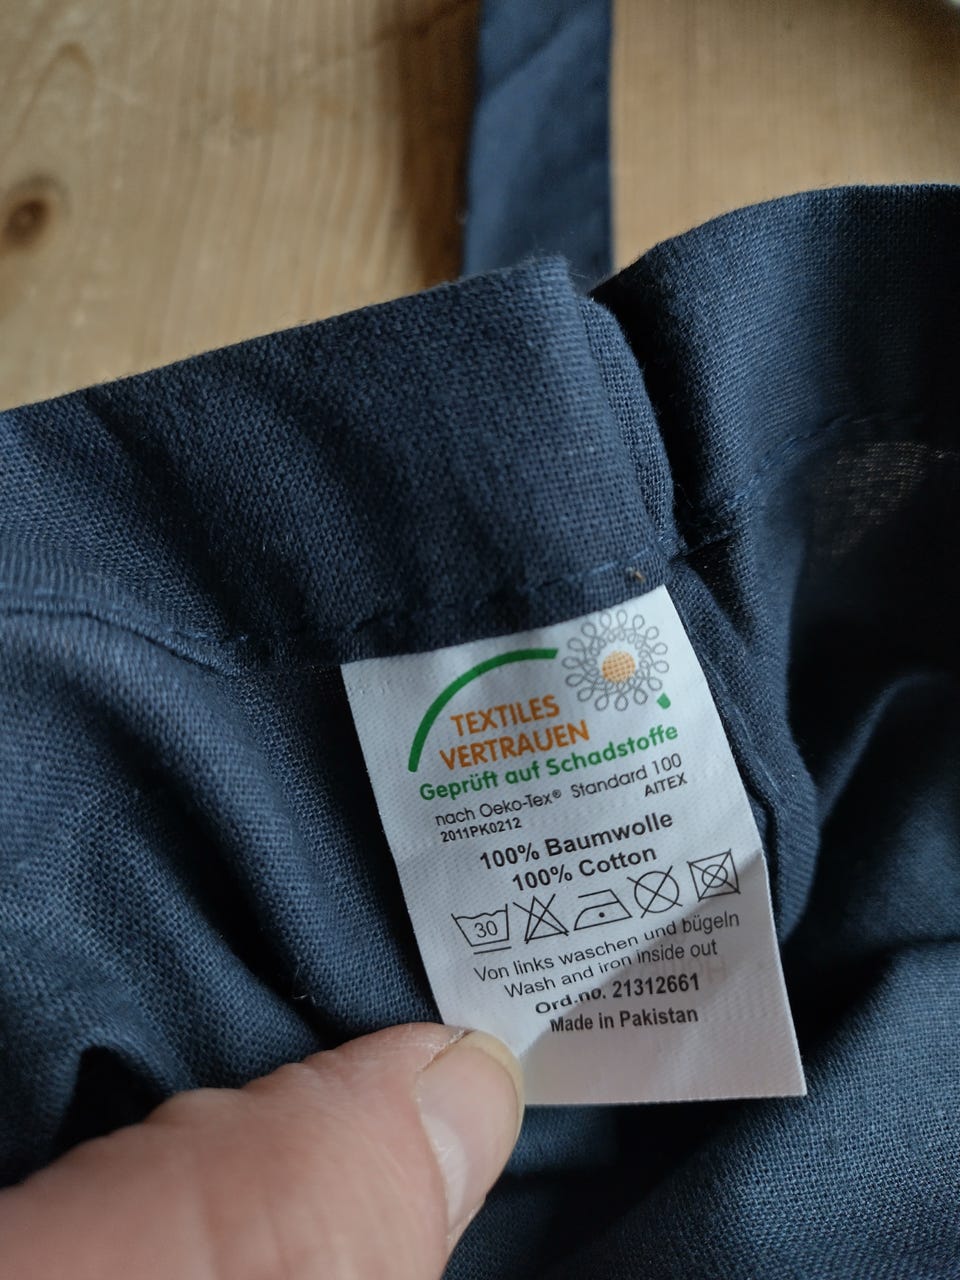 TEXTILES
VERTRAUEN
Geprüft auf Schadstoffe
nach Oeko-Tex® Standard 100
2011PK0212 AITEX
100% Baumwolle
100% Cotton
30
Von links waschen und bügeln
Wash and iron inside out
Ord.no. 21312661
Made in Pakistan